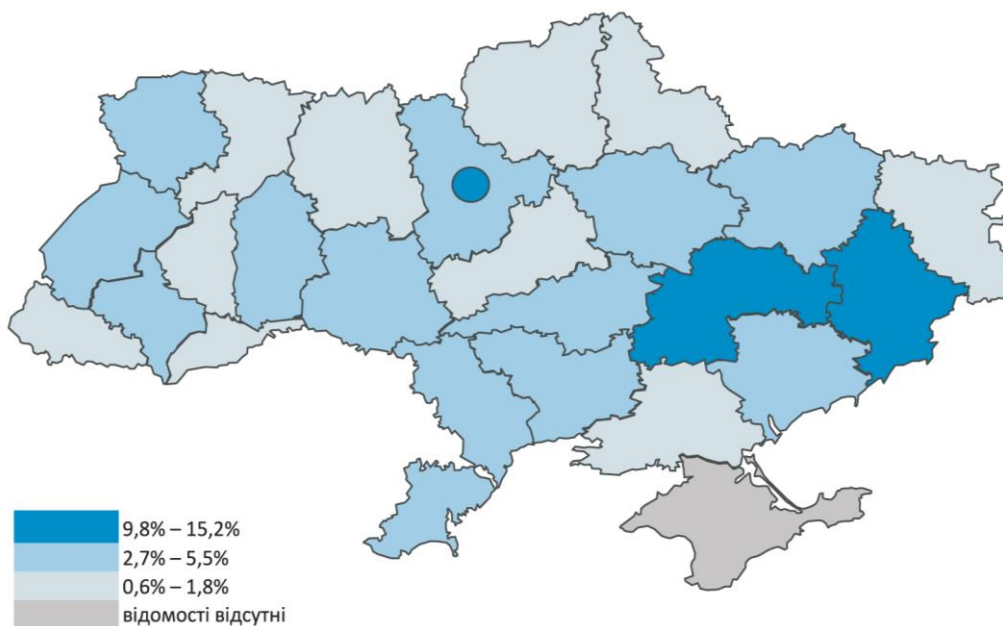 9,8% – 15,2%
2,7% – 5,5%
0,6% – 1,8%
відомості відсутні